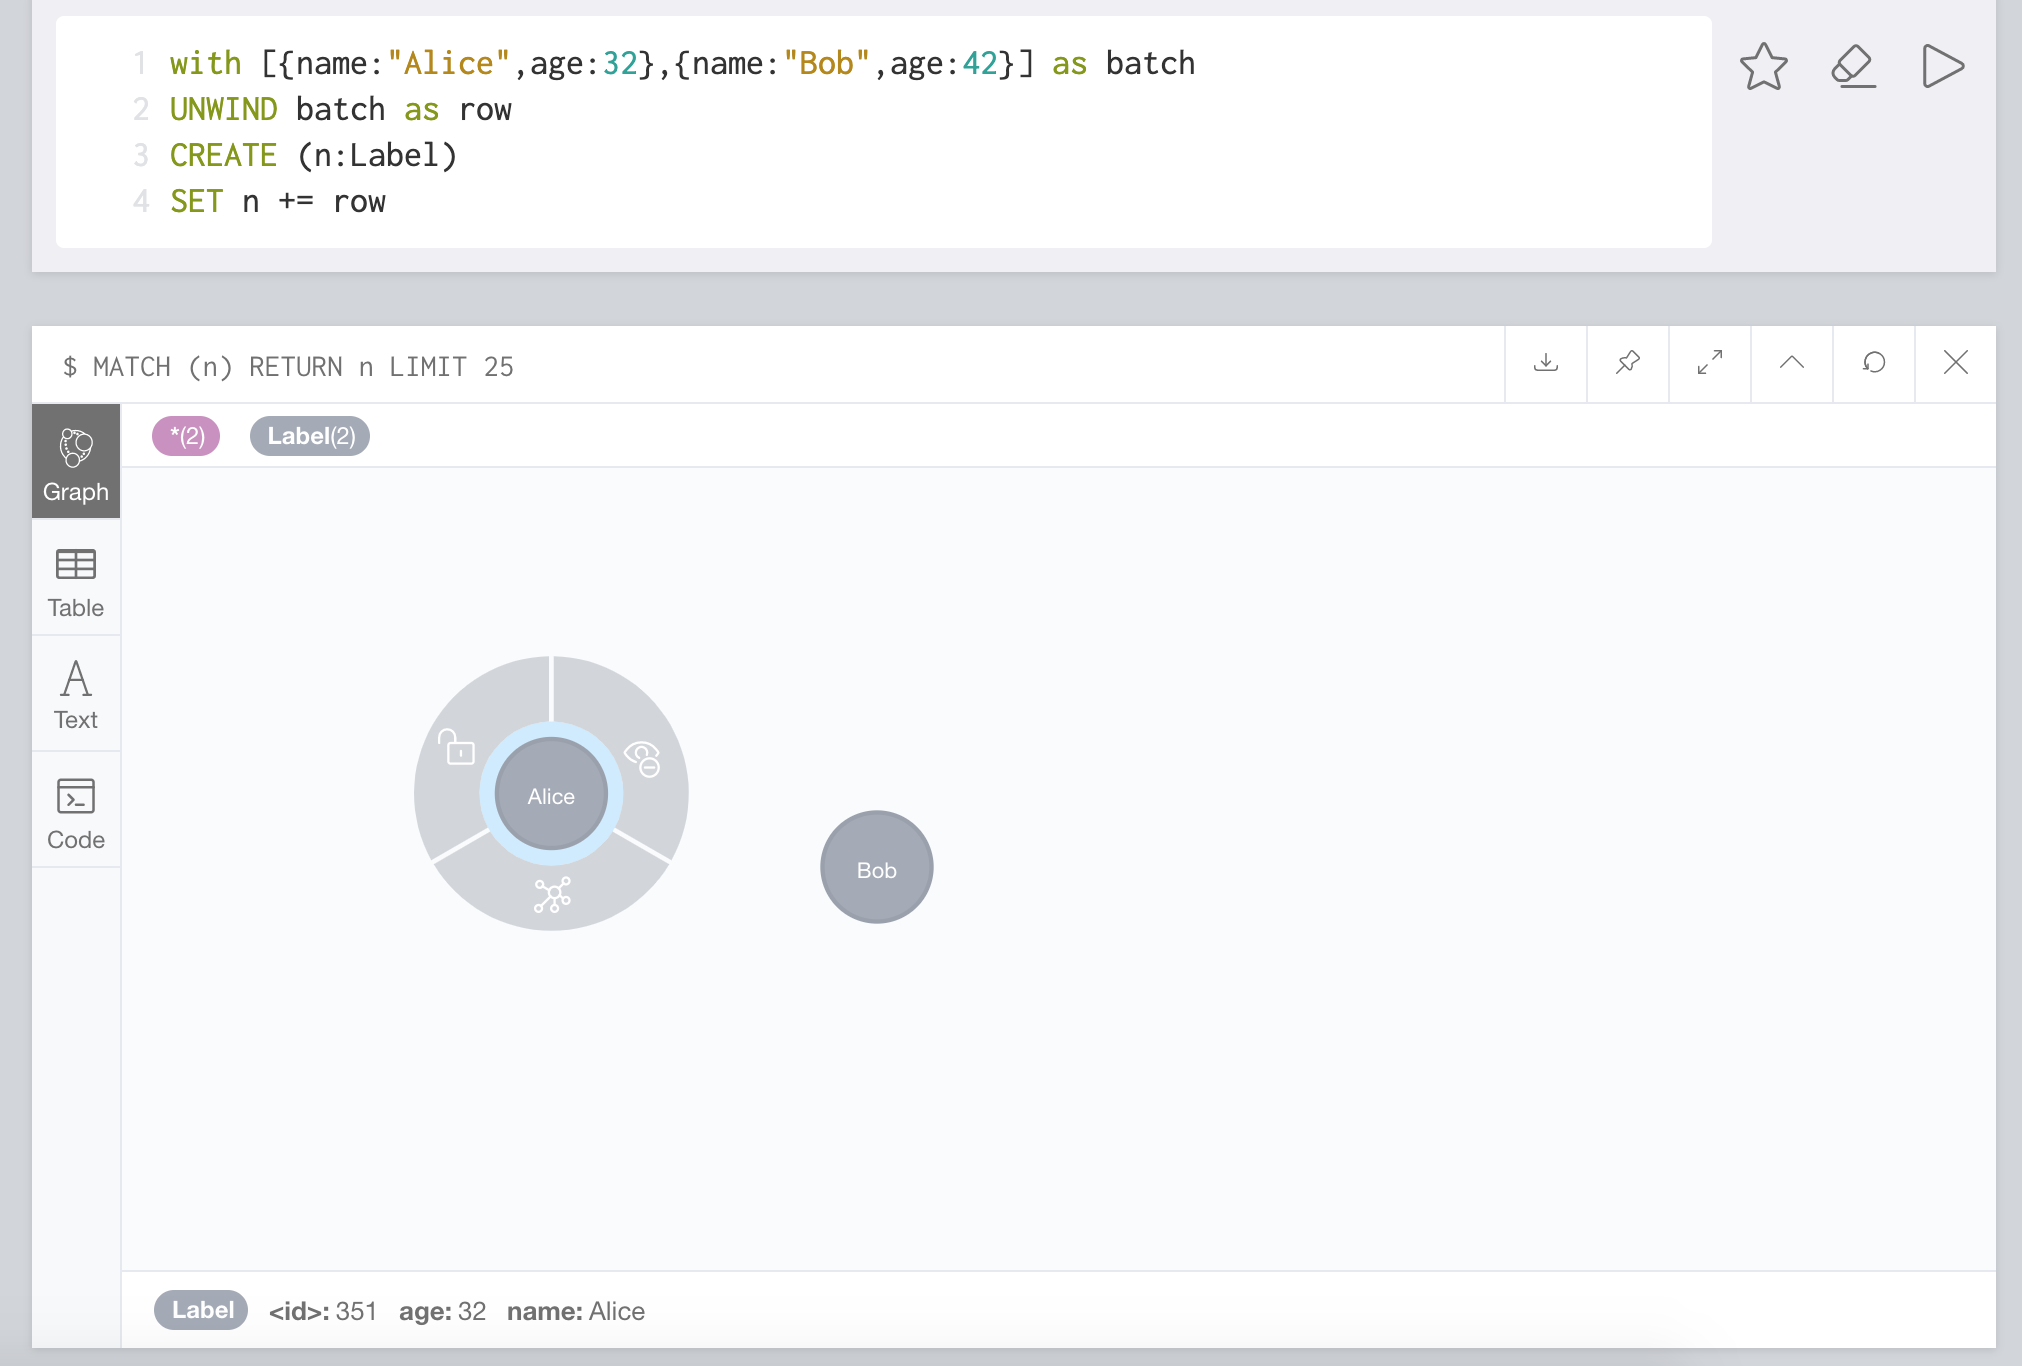 1 with [{name:"Alice",age:32},{name:"Bob",age:42}] as batch
2 UNWIND batch as row
3 CREATE (n:Label)
4 SET n += row
$ MATCH (n) RETURN n LIMIT 25
*(2) Label(2)
Graph
Table
Text
Code
Alice
Bob
Label <id>: 351 age: 32 name: Alice